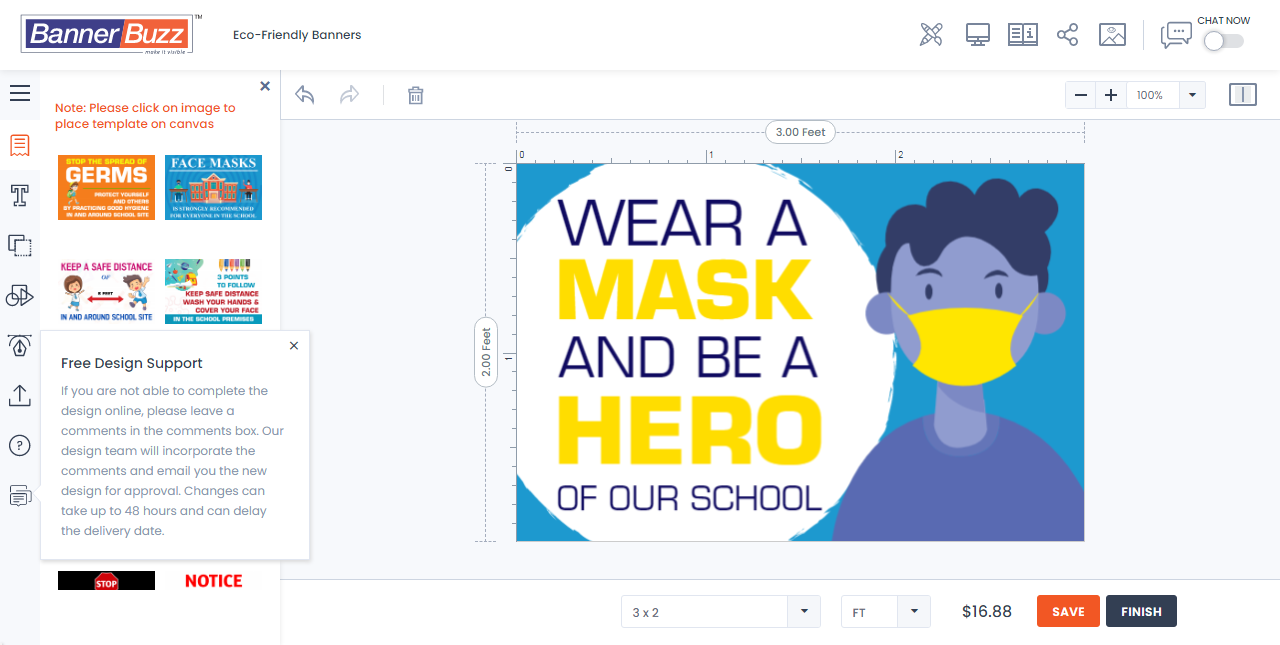 BannerBuzz™
make it visible
Eco-Friendly Banners
CHAT NOW
Note: Please click on image to
place template on canvas
100%
STOP THE SPREAD OF
GERMS
PROTECT YOURSELF
AND OTHERS
BY PRACTICING GOOD HYGIENE
IN AND AROUND SCHOOL SITE
FACE MASKS
IS STRONGLY RECOMMENDED
FOR EVERYONE IN THE SCHOOL
KEEP A SAFE DISTANCE
6 FEET
IN AND AROUND SCHOOL SITE
3 POINTS
TO FOLLOW
KEEP SAFE DISTANCE
WASH YOUR HANDS &
COVER YOUR FACE
IN THE SCHOOL PREMISES
Free Design Support
If you are not able to complete the
design online, please leave a
comments in the comments box. Our
design team will incorporate the
comments and email you the new
design for approval. Changes can
take up to 48 hours and can delay
the delivery date.
STOP
NOTICE
3.00 Feet
0 1 2
0
1
2.00 Feet
WEAR A
MASK
AND BE A
HERO
OF OUR SCHOOL
3 x 2
FT
$16.88
SAVE
FINISH